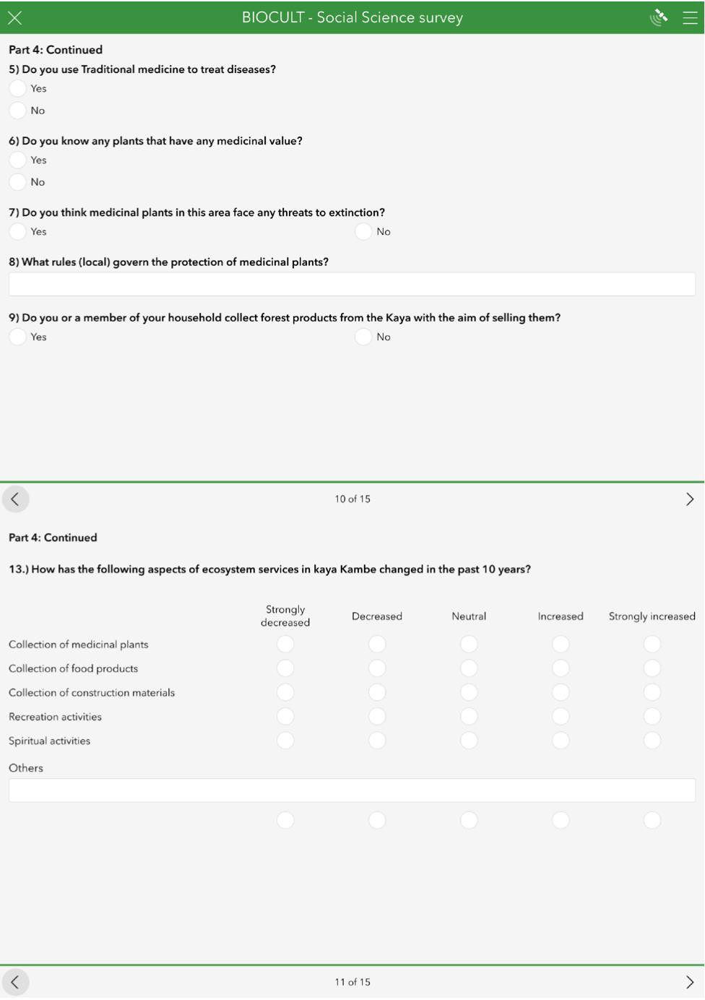 BIOCULT - Social Science survey
Part 4: Continued
5) Do you use Traditional medicine to treat diseases?
Yes
No
6) Do you know any plants that have any medicinal value?
Yes
No
7) Do you think medicinal plants in this area face any threats to extinction?
Yes No
8) What rules (local) govern the protection of medicinal plants?
9) Do you or a member of your household collect forest products from the Kaya with the aim of selling them?
Yes No
10 of 15
Part 4: Continued
13.) How has the following aspects of ecosystem services in kaya Kambe changed in the past 10 years?
Strongly
decreased Decreased Neutral Increased Strongly increased
Collection of medicinal plants
Collection of food products
Collection of construction materials
Recreation activities
Spiritual activities
Others
11 of 15